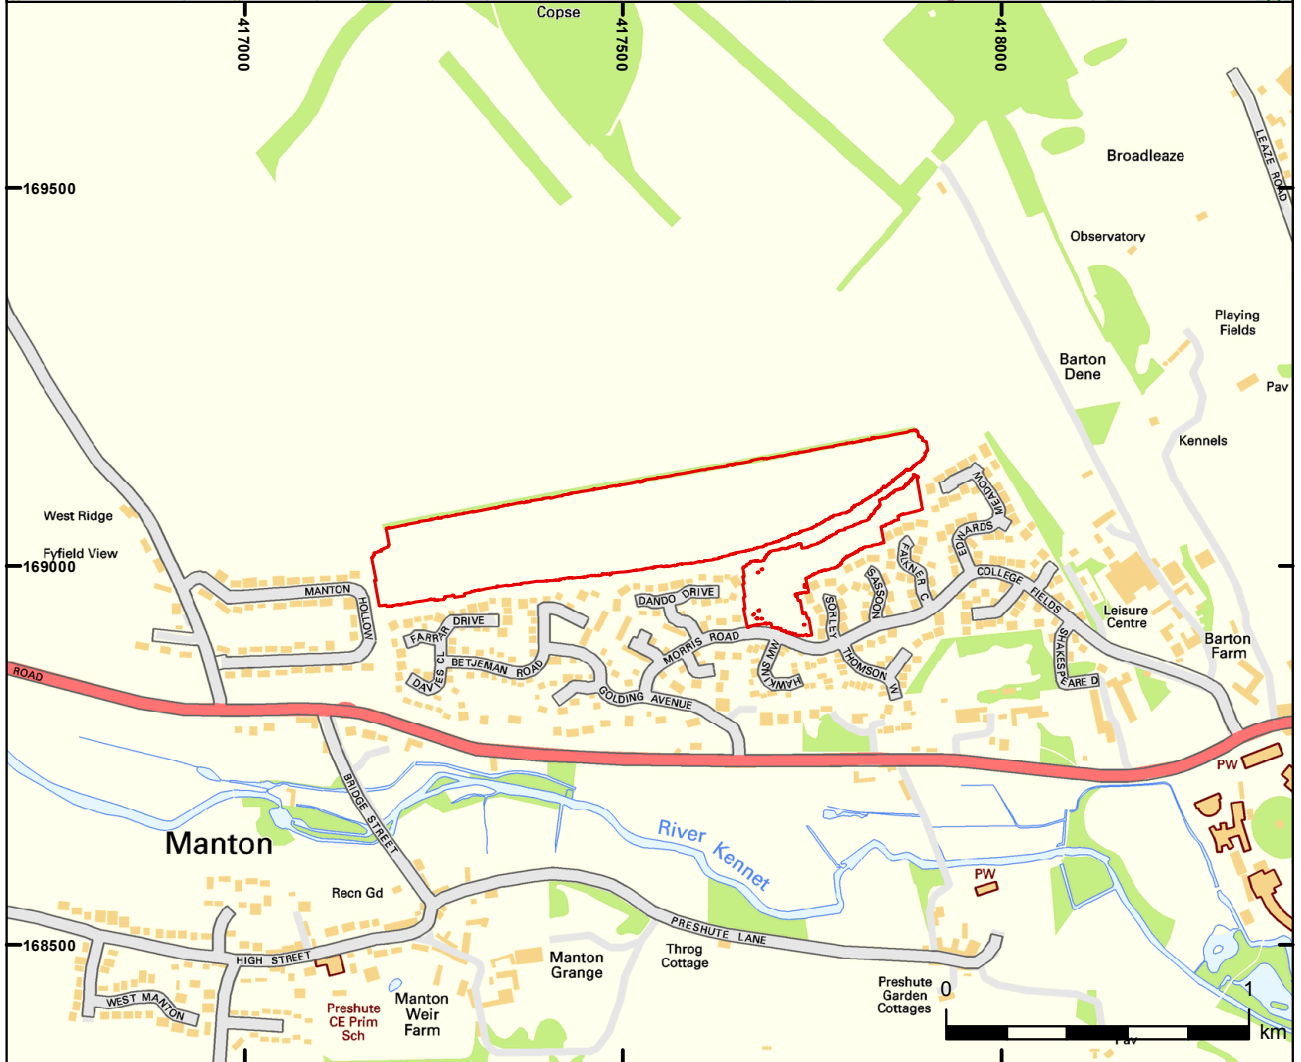 Copse
417000
417500
418000
169500
169000
168500
LEAZE ROAD
Broadleaze
Observatory
Playing
Fields
Barton
Dene
Pav
Kennels
West Ridge
Fyfield View
MANTON
HOLLOW
FARRAR DRIVE
DAVIES CL
BETJEMAN ROAD
GOLDING AVENUE
DANDO DRIVE
MORRIS ROAD
HAWKINS MW
SORLEY
SASSOON
FALKNER C
THOMSON W
EDWARDS
MEADOW
COLLEGE
FIELDS
SHAKESPEARE D
Leisure
Centre
Barton
Farm
ROAD
BRIDGE STREET
Manton
River Kennet
PW
PW
Recn Gd
PRESHUTE LANE
HIGH STREET
WEST MANTON
Preshute
CE Prim
Sch
Manton
Weir
Farm
Manton
Grange
Throg
Cottage
Preshute
Garden
Cottages
0
1
km
Pav